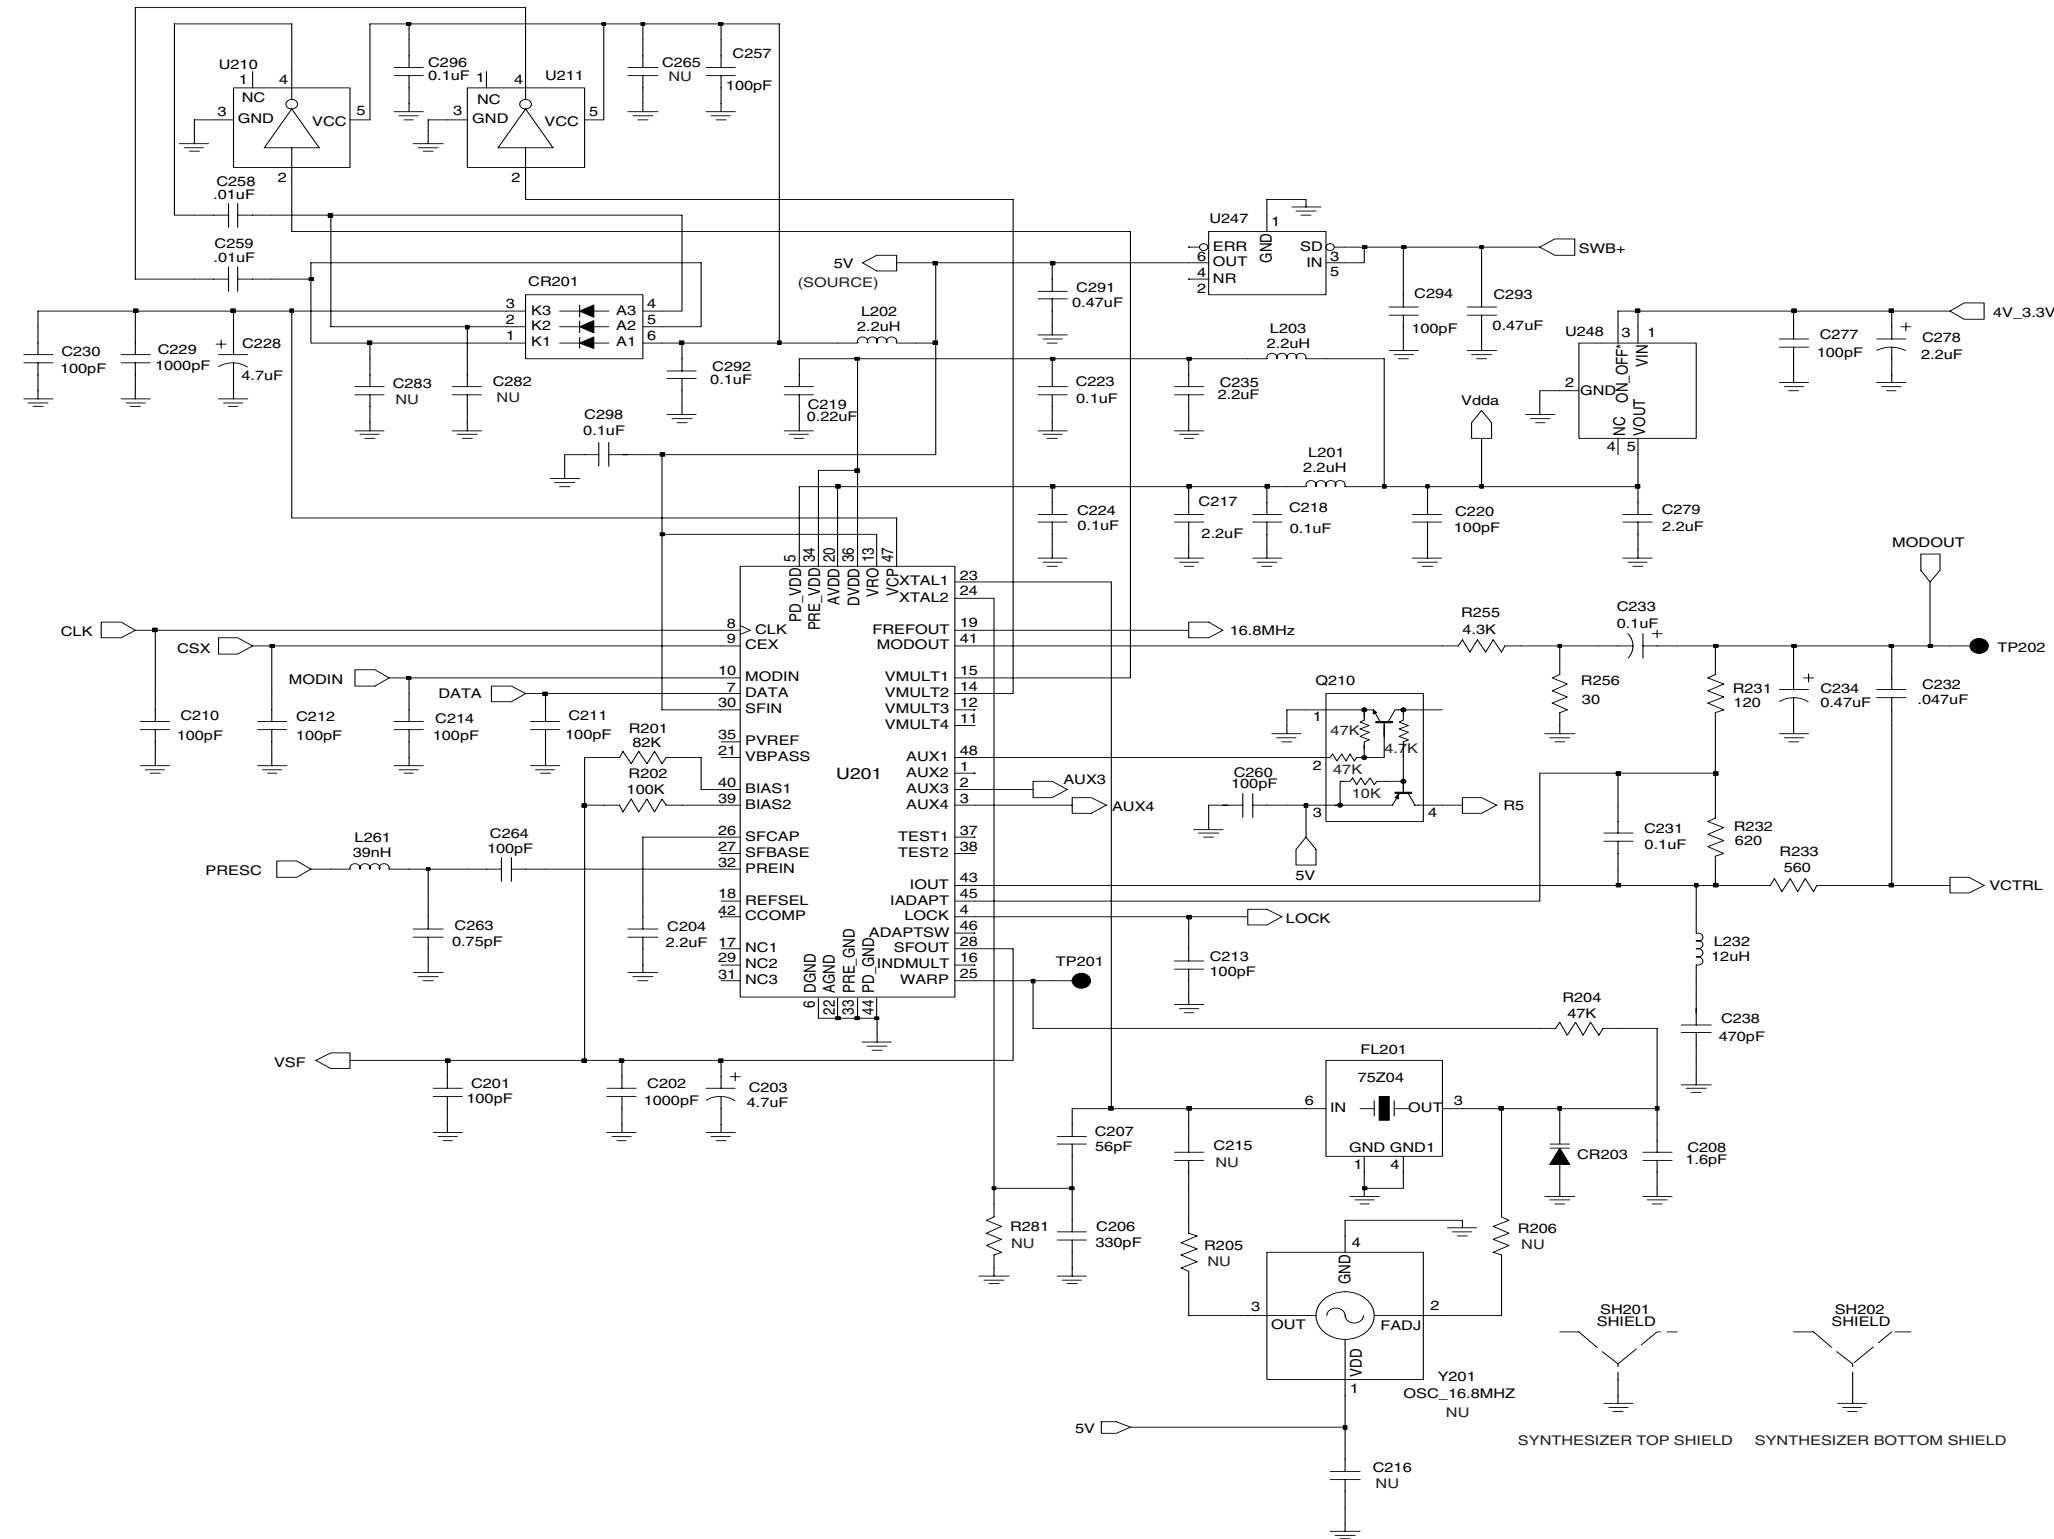 U210
1
4
NC
3
GND
VCC
5
2
C296
0.1uF
1
4
U211
NC
3
GND
VCC
5
2
C265
NU
C257
100pF
C258
.01uF
C259
.01uF
CR201
3
K3
A3
4
2
K2
A2
5
1
K1
A1
6
C230
100pF
C229
1000pF
+
C228
4.7uF
C283
NU
C282
NU
C292
0.1uF
5V
(SOURCE)
L202
2.2uH
C219
0.22uF
C298
0.1uF
U247
1
GND
ERR
6
OUT
4
NR
2
SD
3
IN
5
SWB+
C291
0.47uF
C294
100pF
C293
0.47uF
L203
2.2uH
C223
0.1uF
C235
2.2uF
U248
3
1
ON_OFF*
VIN
2
GND
NC
VOUT
4
5
4V_3.3V
C277
100pF
+
C278
2.2uF
Vdda
L201
2.2uH
C224
0.1uF
C217
2.2uF
C218
0.1uF
C220
100pF
C279
2.2uF
MODOUT
5
34
20
36
13
47
PD_VDD
PRE_VDD
AVDD
DVDD
VRO
VCP
XTAL1
23
XTAL2
24
CLK
8
CLK
CSX
9
CEX
MODIN
10
MODIN
DATA
7
DATA
30
SFIN
35
PVREF
21
VBPASS
40
BIAS1
39
BIAS2
26
SFCAP
27
SFBASE
32
PREIN
18
REFSEL
42
CCOMP
17
NC1
29
NC2
31
NC3
U201
FREFOUT
19
16.8MHz
MODOUT
41
VMULT1
15
VMULT2
14
VMULT3
12
VMULT4
11
AUX1
48
AUX2
1
AUX3
2
AUX3
AUX4
3
AUX4
TEST1
37
TEST2
38
IOUT
43
IADAPT
45
LOCK
4
LOCK
ADAPTSW
46
SFOUT
28
INDMULT
16
WARP
25
DGND
AGND
PRE_GND
PD_GND
6
22
33
44
C210
100pF
C212
100pF
C214
100pF
C211
100pF
R201
82K
R202
100K
PRESC
L261
39nH
C264
100pF
C263
0.75pF
C204
2.2uF
VSF
C201
100pF
C202
1000pF
+
C203
4.7uF
R255
4.3K
C233
0.1uF
+
TP202
R256
30
R231
120
+
C234
0.47uF
C232
.047uF
Q210
1
47K
4.7K
2
47K
10K
3
4
R5
C260
100pF
5V
C231
0.1uF
R232
620
R233
560
VCTRL
L232
12uH
C238
470pF
TP201
C213
100pF
R204
47K
FL201
75Z04
6
IN
OUT
3
GND
GND1
1
4
C207
56pF
C215
NU
CR203
C208
1.6pF
R281
NU
C206
330pF
R205
NU
R206
NU
4
GND
3
OUT
2
FADJ
VDD
1
Y201
OSC_16.8MHZ
NU
5V
C216
NU
SH201
SHIELD
SH202
SHIELD
SYNTHESIZER TOP SHIELD
SYNTHESIZER BOTTOM SHIELD